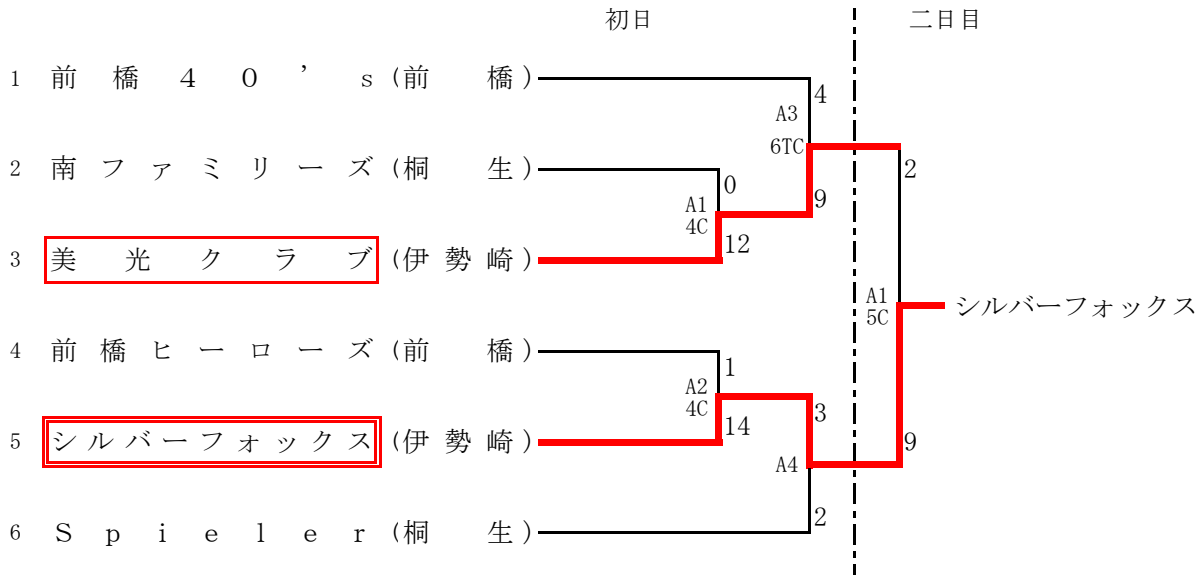 初日 二日目
1 前橋40’s(前橋)
4
A3
6TC
2 南ファミリーズ(桐生)
0
2
A1
4C
9
12
3 美光クラブ(伊勢崎)
A1
5C
シルバーフォックス
4 前橋ヒーローズ(前橋)
1
A2
4C
3
14
5 シルバーフォックス(伊勢崎)
9
A4
2
6 Spieler(桐生)